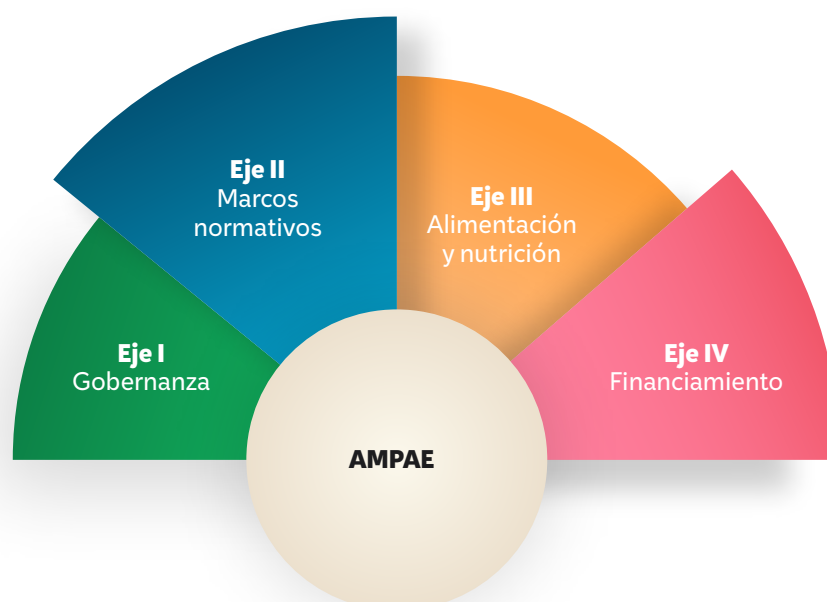 Eje I
Gobernanza
Eje II
Marcos
normativos
Eje III
Alimentación
y nutrición
Eje IV
Financiamiento
AMPAE